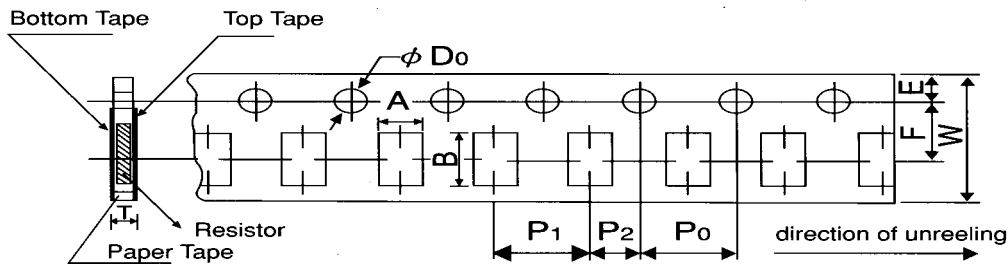 Bottom Tape
Top Tape
φ D0
A
B
E
F
W
T
Resistor
Paper Tape
P1
P2
P0
direction of unreeling